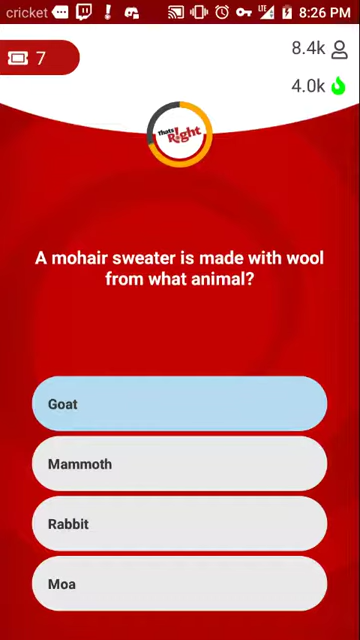 cricket
LTE
8:26 PM
7
8.4k
4.0k
Thats
Right
A mohair sweater is made with wool
from what animal?
Goat
Mammoth
Rabbit
Moa